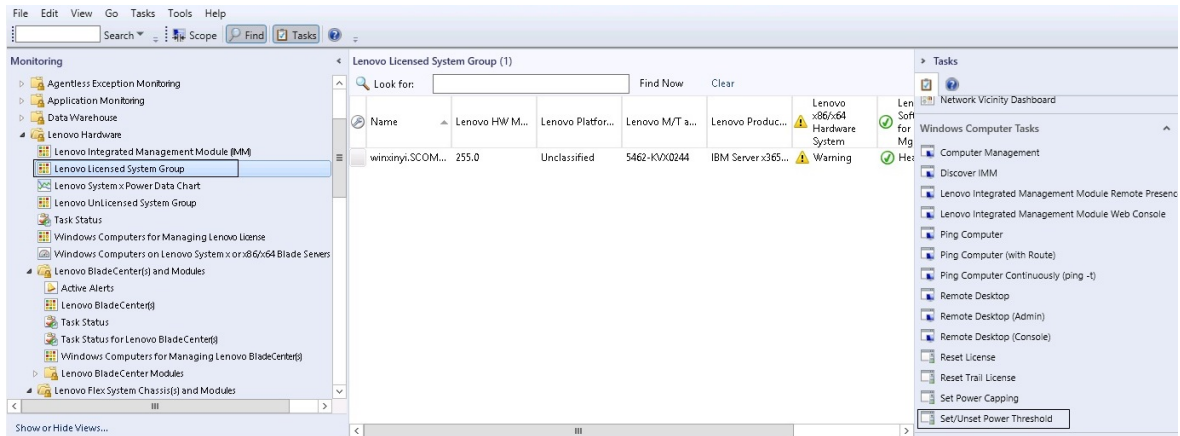 File Edit View Go Tasks Tools Help
Search Scope Find Tasks
Monitoring
Agentless Exception Monitoring
Application Monitoring
Data Warehouse
Lenovo Hardware
Lenovo Integrated Management Module (IMM)
Lenovo Licensed System Group
Lenovo System x Power Data Chart
Lenovo UnLicensed System Group
Task Status
Windows Computers for Managing Lenovo License
Windows Computers on Lenovo System x or x86/x64 Blade Servers
Lenovo BladeCenter(s) and Modules
Active Alerts
Lenovo BladeCenter(s)
Task Status
Task Status for Lenovo BladeCenter(s)
Windows Computers for Managing Lenovo BladeCenter(s)
Lenovo BladeCenter Modules
Lenovo Flex System Chassis(s) and Modules
Show or Hide Views...
Lenovo Licensed System Group (1)
Look for: Find Now Clear
Name Lenovo HW M... Lenovo Platfor... Lenovo M/T a... Lenovo Produc... Lenovo x86/x64 Hardware System Len Soft for Mg
winxinyi.SCOM... 255.0 Unclassified 5462-KVX0244 IBM Server x365... Warning Hea
Tasks
Network Vicinity Dashboard
Windows Computer Tasks
Computer Management
Discover IMM
Lenovo Integrated Management Module Remote Presenc
Lenovo Integrated Management Module Web Console
Ping Computer
Ping Computer (with Route)
Ping Computer Continuously (ping -t)
Remote Desktop
Remote Desktop (Admin)
Remote Desktop (Console)
Reset License
Reset Trail License
Set Power Capping
Set/Unset Power Threshold